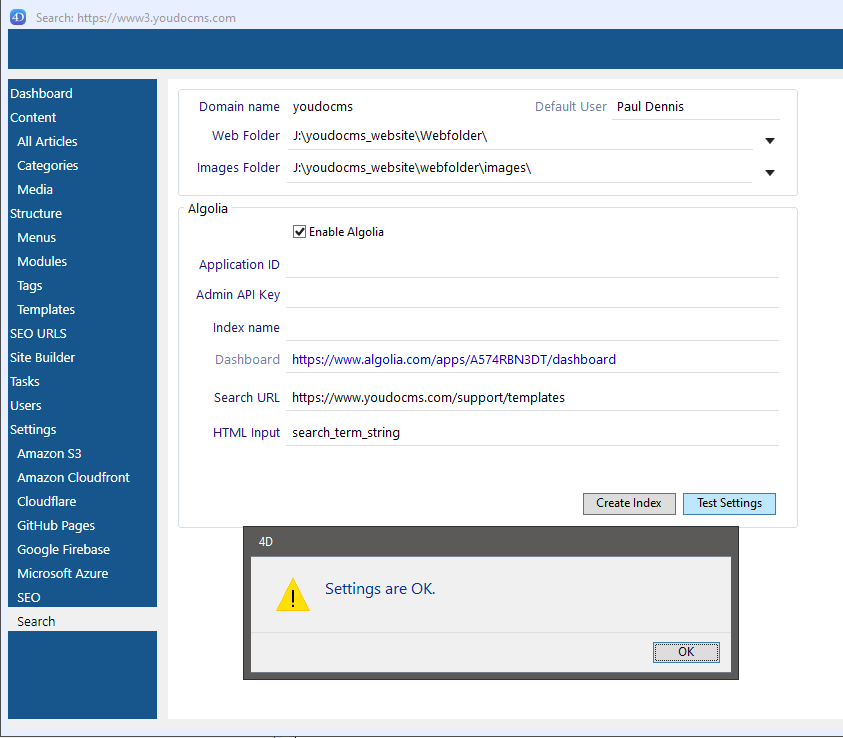 4D Search: https://www3.youdocms.com
Dashboard
Content
All Articles
Categories
Media
Structure
Menus
Modules
Tags
Templates
SEO URLS
Site Builder
Tasks
Users
Settings
Amazon S3
Amazon Cloudfront
Cloudflare
GitHub Pages
Google Firebase
Microsoft Azure
SEO
Search
Domain name youdocms Default User Paul Dennis
Web Folder J:\youdocms_website\Webfolder\
Images Folder J:\youdocms_website\webfolder\images\
Algolia
Enable Algolia
Application ID
Admin API Key
Index name
Dashboard https://www.algolia.com/apps/A574RBN3DT/dashboard
Search URL https://www.youdocms.com/support/templates
HTML Input search_term_string
Create Index Test Settings
4D
Settings are OK.
OK